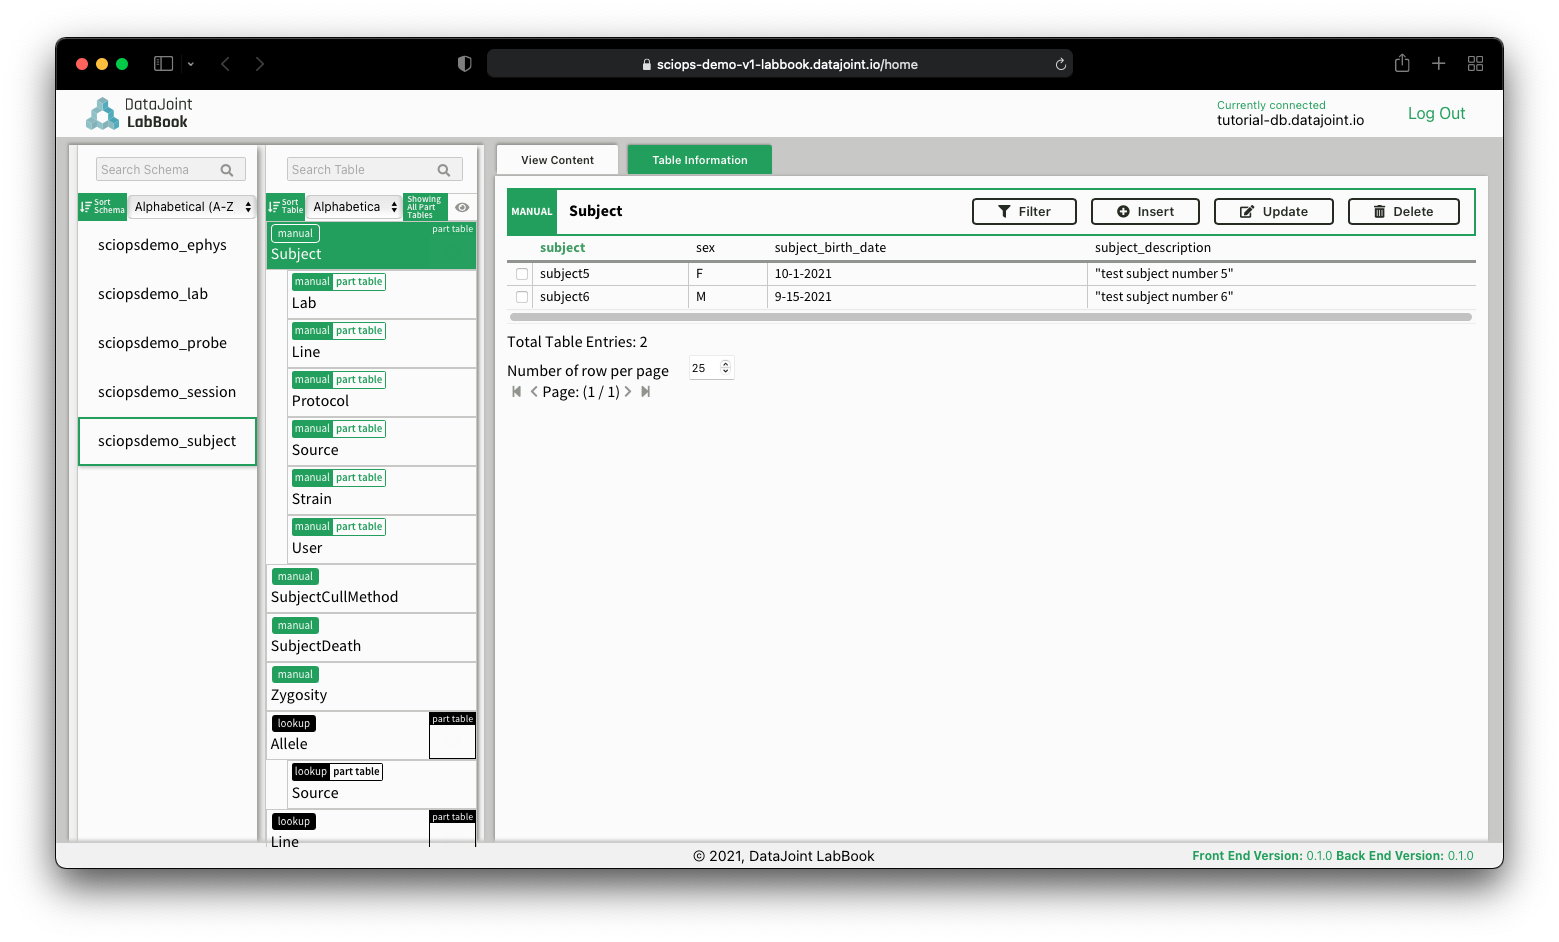 sciops-demo-v1-labbook.datajoint.io/home
DataJoint
LabBook
Currently connected
tutorial-db.datajoint.io
Log Out
Search Schema
Sort
Schema
Alphabetical (A-Z
sciopsdemo_ephys
sciopsdemo_lab
sciopsdemo_probe
sciopsdemo_session
sciopsdemo_subject
Search Table
Sort
Table
Alphabetica
Showing
All Part
Tables
manual part table
Subject
manual part table
Lab
manual part table
Line
manual part table
Protocol
manual part table
Source
manual part table
Strain
manual part table
User
manual
SubjectCullMethod
manual
SubjectDeath
manual
Zygosity
lookup part table
Allele
lookup part table
Source
lookup part table
Line
View Content Table Information
MANUAL Subject Filter Insert Update Delete
subject sex subject_birth_date subject_description
subject5 F 10-1-2021 "test subject number 5"
subject6 M 9-15-2021 "test subject number 6"
Total Table Entries: 2
Number of row per page 25
Page: (1 / 1)
© 2021, DataJoint LabBook
Front End Version: 0.1.0 Back End Version: 0.1.0